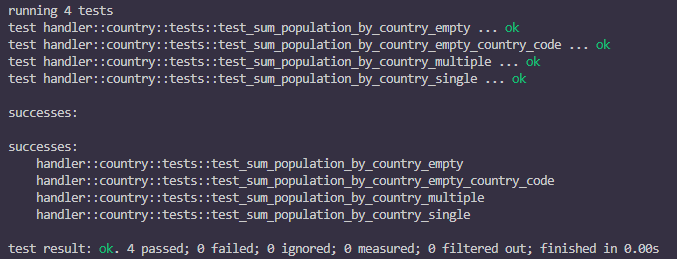 running 4 tests
test handler::country::tests::test_sum_population_by_country_empty ... ok
test handler::country::tests::test_sum_population_by_country_empty_country_code ... ok
test handler::country::tests::test_sum_population_by_country_multiple ... ok
test handler::country::tests::test_sum_population_by_country_single ... ok
successes:
successes:
handler::country::tests::test_sum_population_by_country_empty
handler::country::tests::test_sum_population_by_country_empty_country_code
handler::country::tests::test_sum_population_by_country_multiple
handler::country::tests::test_sum_population_by_country_single
test result: ok. 4 passed; 0 failed; 0 ignored; 0 measured; 0 filtered out; finished in 0.00s